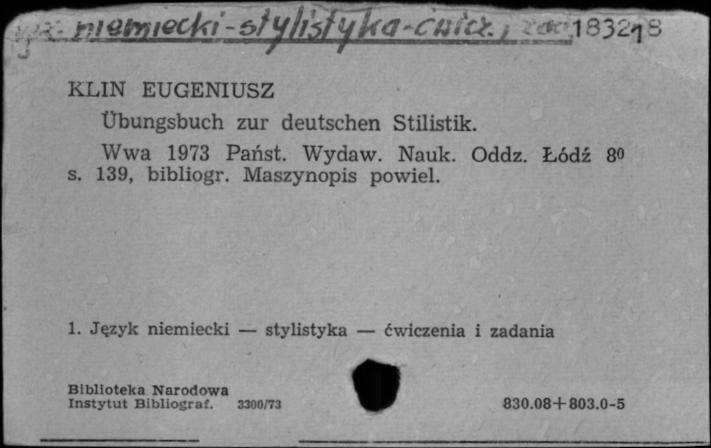 języ. niemiecki-stylistyka-ćwicz., zad. 183218
KLIN EUGENIUSZ
Übungsbuch zur deutschen Stilistik.
Wwa 1973 Państ. Wydaw. Nauk. Oddz. Łódź 8⁰
s. 139, bibliogr. Maszynopis powiel.
1. Język niemiecki — stylistyka — ćwiczenia i zadania
Biblioteka Narodowa
Instytut Bibliograf. 3300/73
830.08+803.0-5